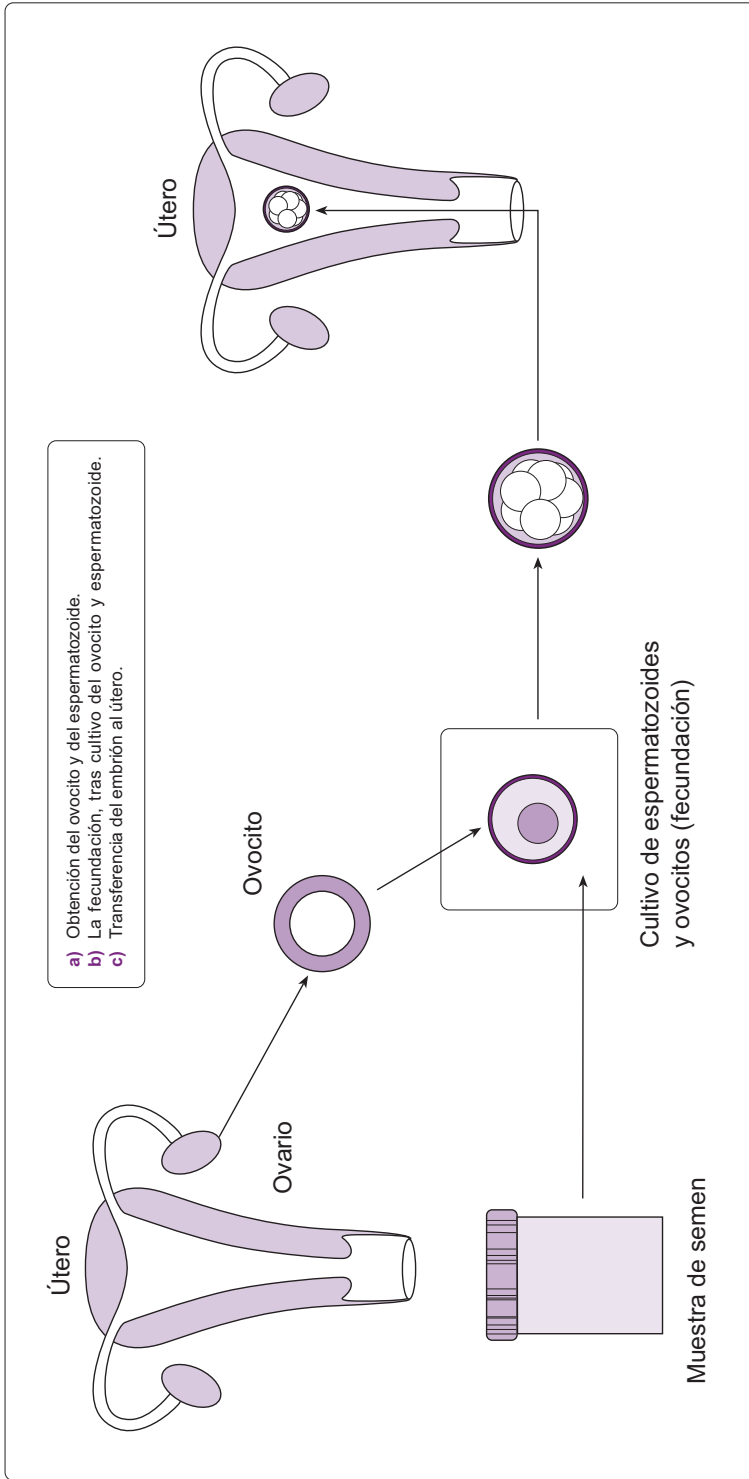 a) Obtención del ovocito y del espermatozoide.
b) La fecundación, tras cultivo del ovocito y espermatozoide.
c) Transferencia del embrión al útero.
Útero
Útero
Ovario
Ovocito
Muestra de semen
Cultivo de espermatozoides
y ovocitos (fecundación)